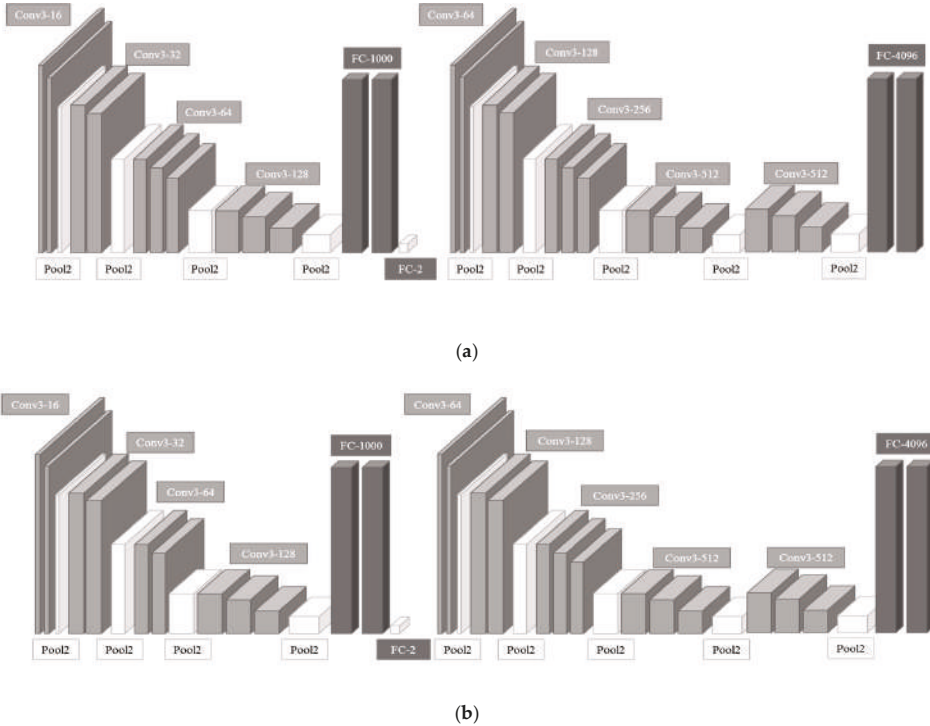 Conv3-16
Conv3-32
Conv3-64
Conv3-128
FC-1000
Pool2
Pool2
Pool2
Pool2
FC-2
Conv3-64
Conv3-128
Conv3-256
Conv3-512
Conv3-512
FC-4096
Pool2
Pool2
Pool2
Pool2
Pool2
(a)
Conv3-16
Conv3-32
Conv3-64
Conv3-128
FC-1000
Pool2
Pool2
Pool2
Pool2
FC-2
Conv3-64
Conv3-128
Conv3-256
Conv3-512
Conv3-512
FC-4096
Pool2
Pool2
Pool2
Pool2
Pool2
(b)